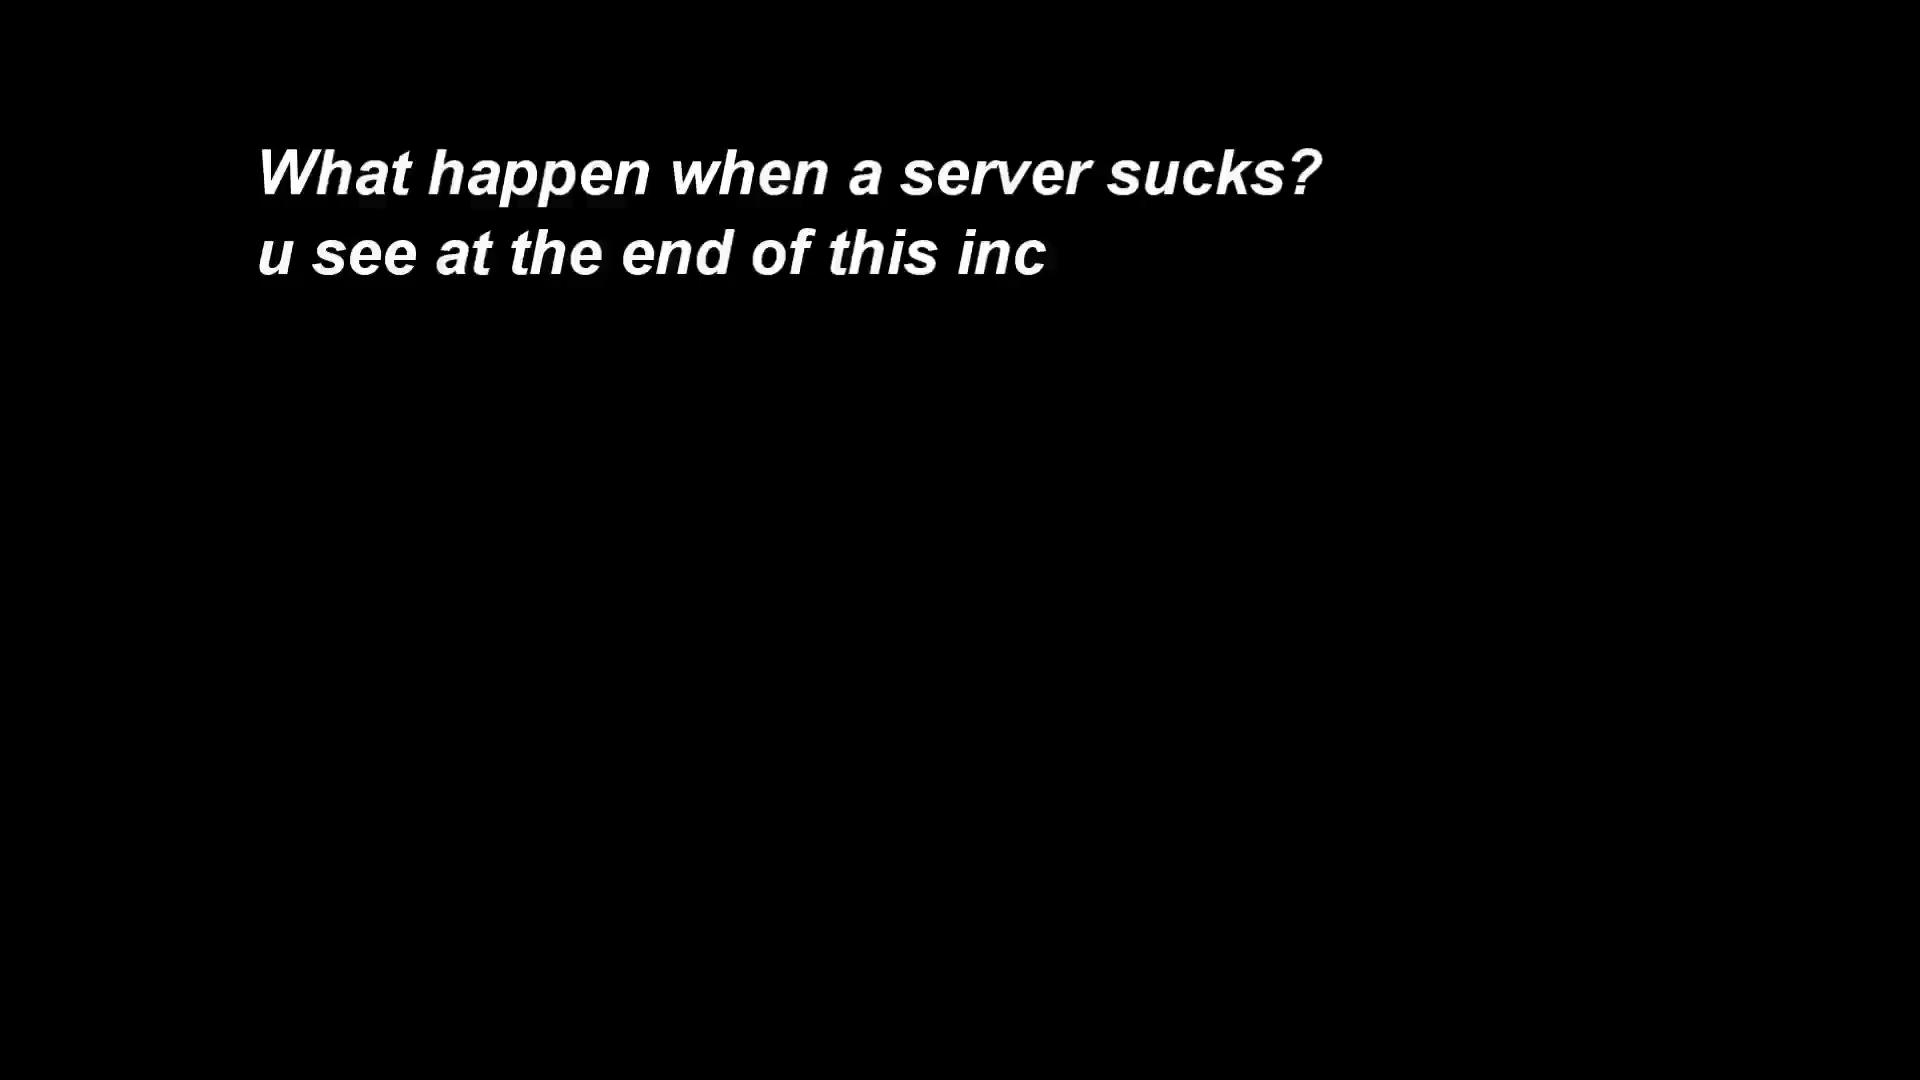 What happen when a server sucks?
u see at the end of this inc